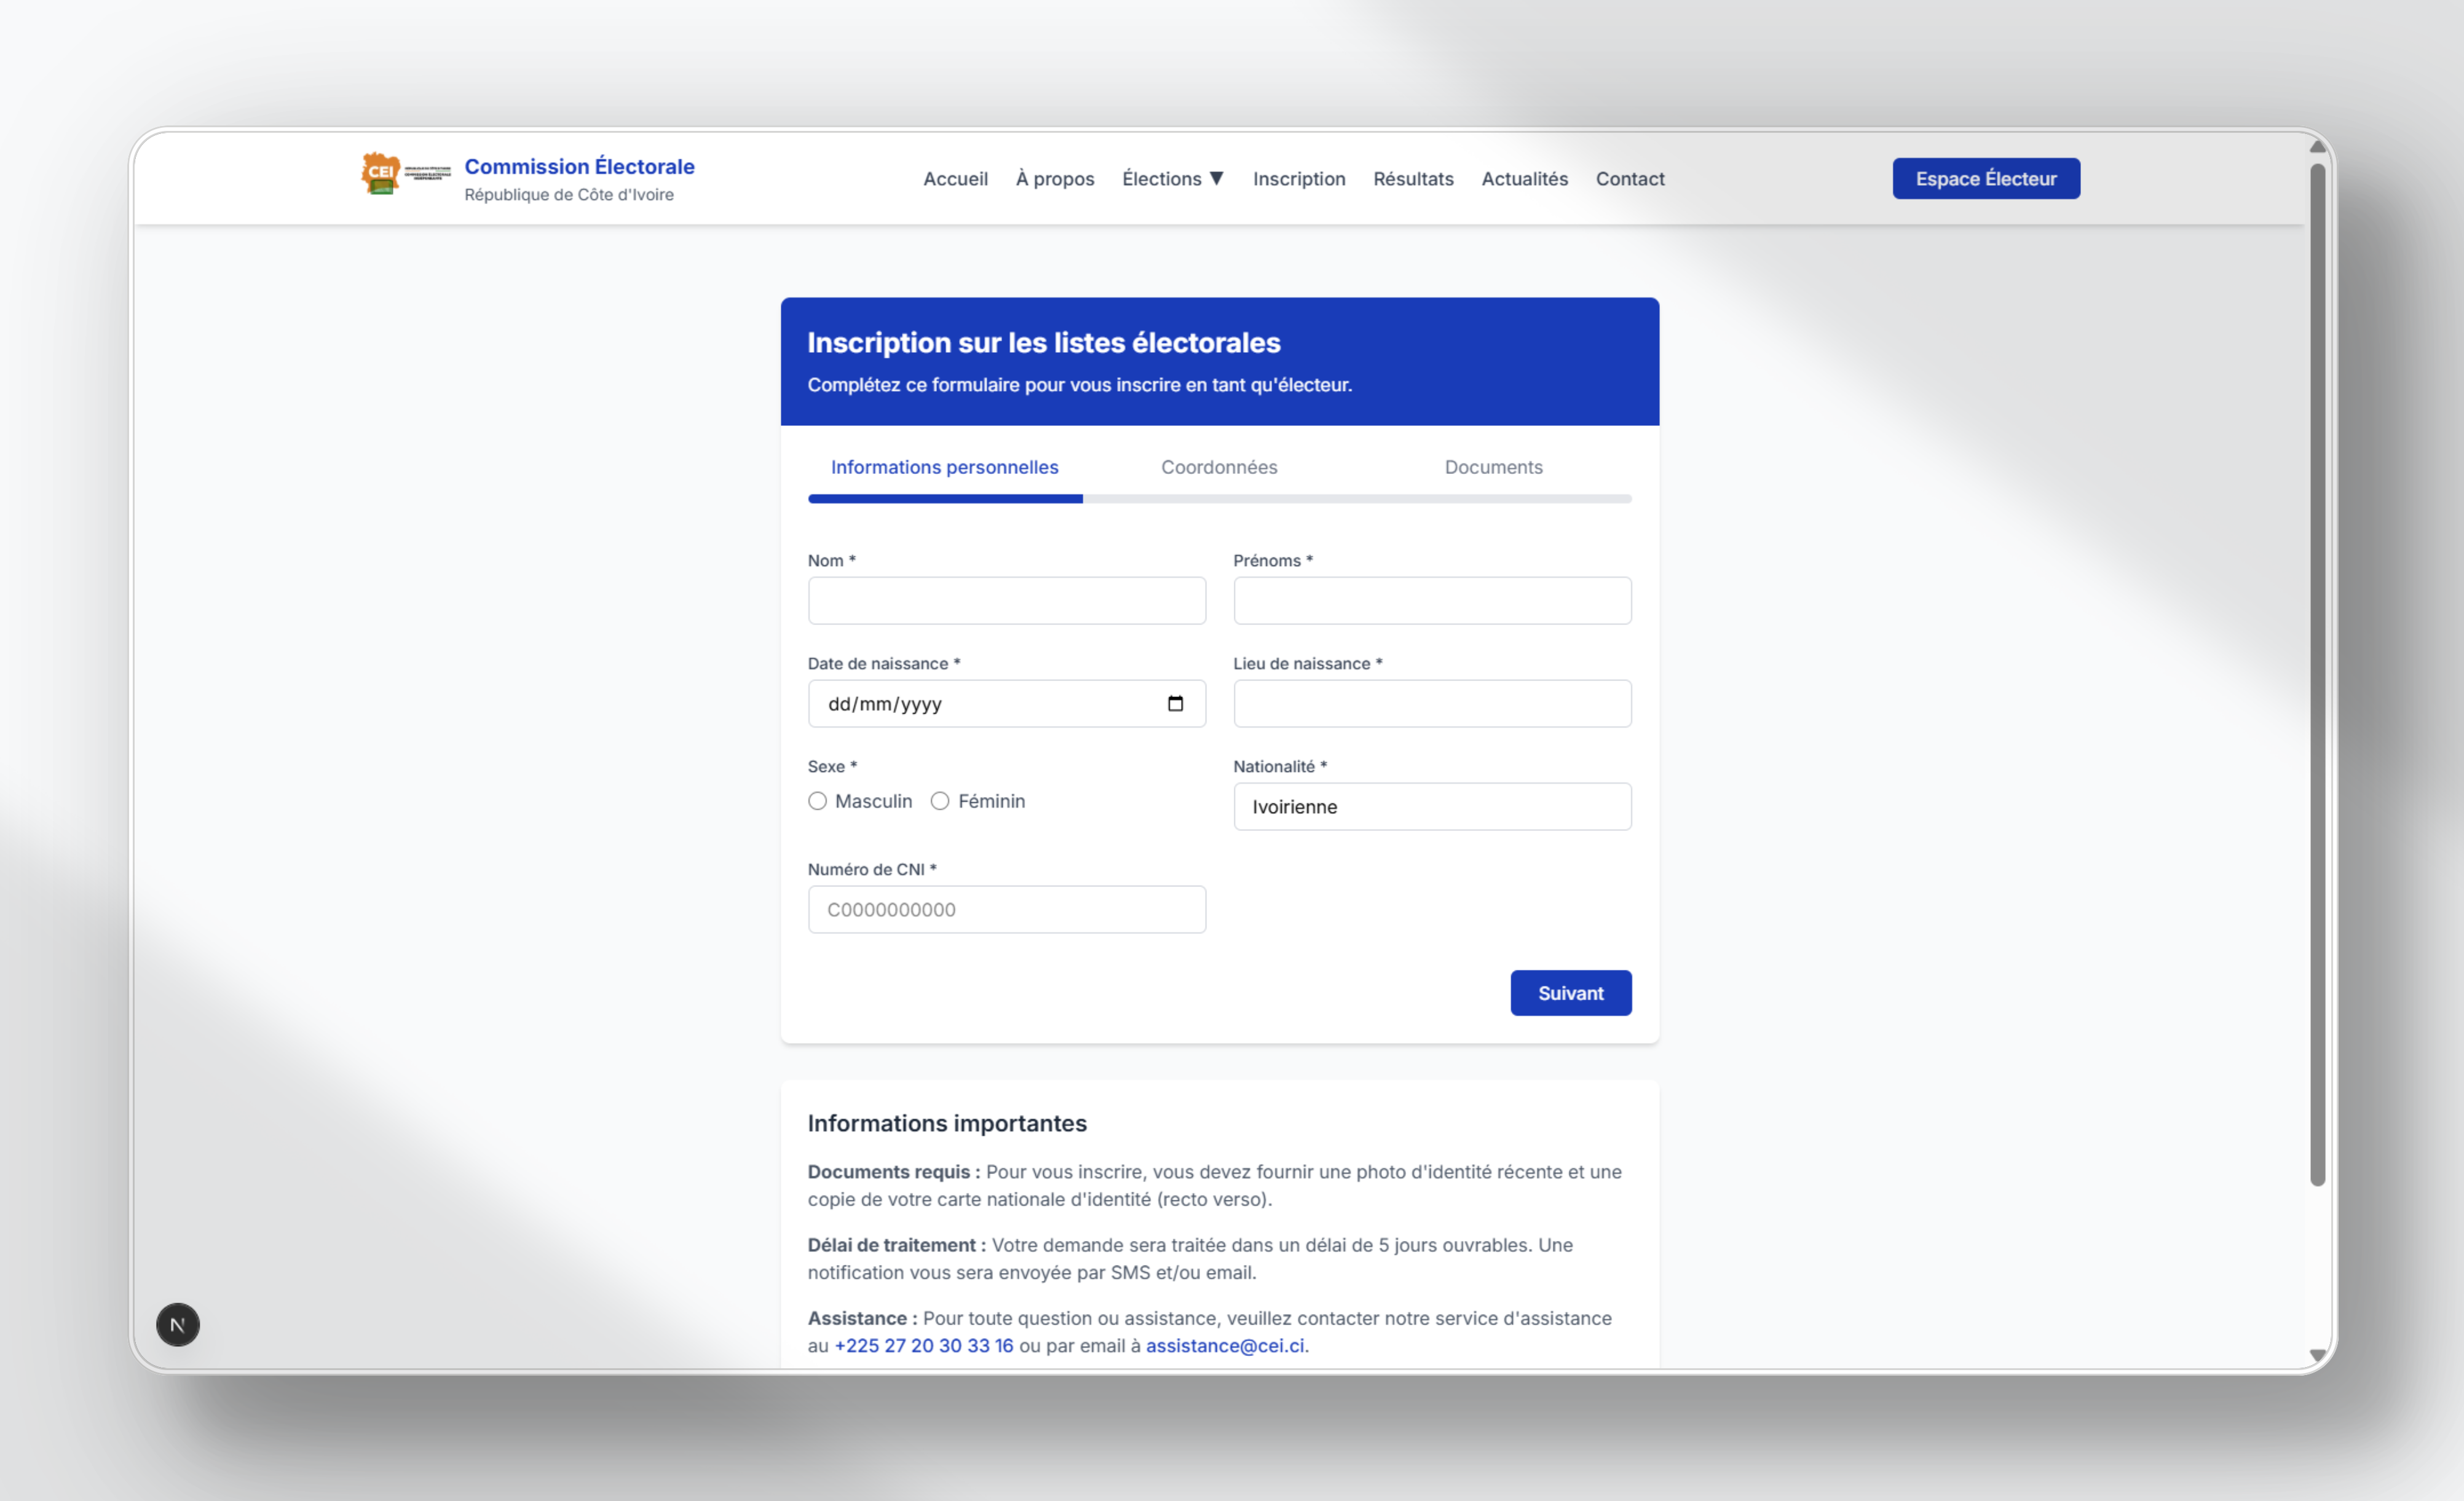 CEI
Commission Électorale
République de Côte d'Ivoire
Accueil À propos Élections ▼ Inscription Résultats Actualités Contact
Espace Électeur
Inscription sur les listes électorales
Complétez ce formulaire pour vous inscrire en tant qu'électeur.
Informations personnelles Coordonnées Documents
Nom * Prénoms *
Date de naissance * Lieu de naissance *
dd/mm/yyyy
Sexe * Nationalité *
Masculin Féminin Ivoirienne
Numéro de CNI *
C0000000000
Suivant
Informations importantes
Documents requis : Pour vous inscrire, vous devez fournir une photo d'identité récente et une
copie de votre carte nationale d'identité (recto verso).
Délai de traitement : Votre demande sera traitée dans un délai de 5 jours ouvrables. Une
notification vous sera envoyée par SMS et/ou email.
Assistance : Pour toute question ou assistance, veuillez contacter notre service d'assistance
au +225 27 20 30 33 16 ou par email à assistance@cei.ci.
N